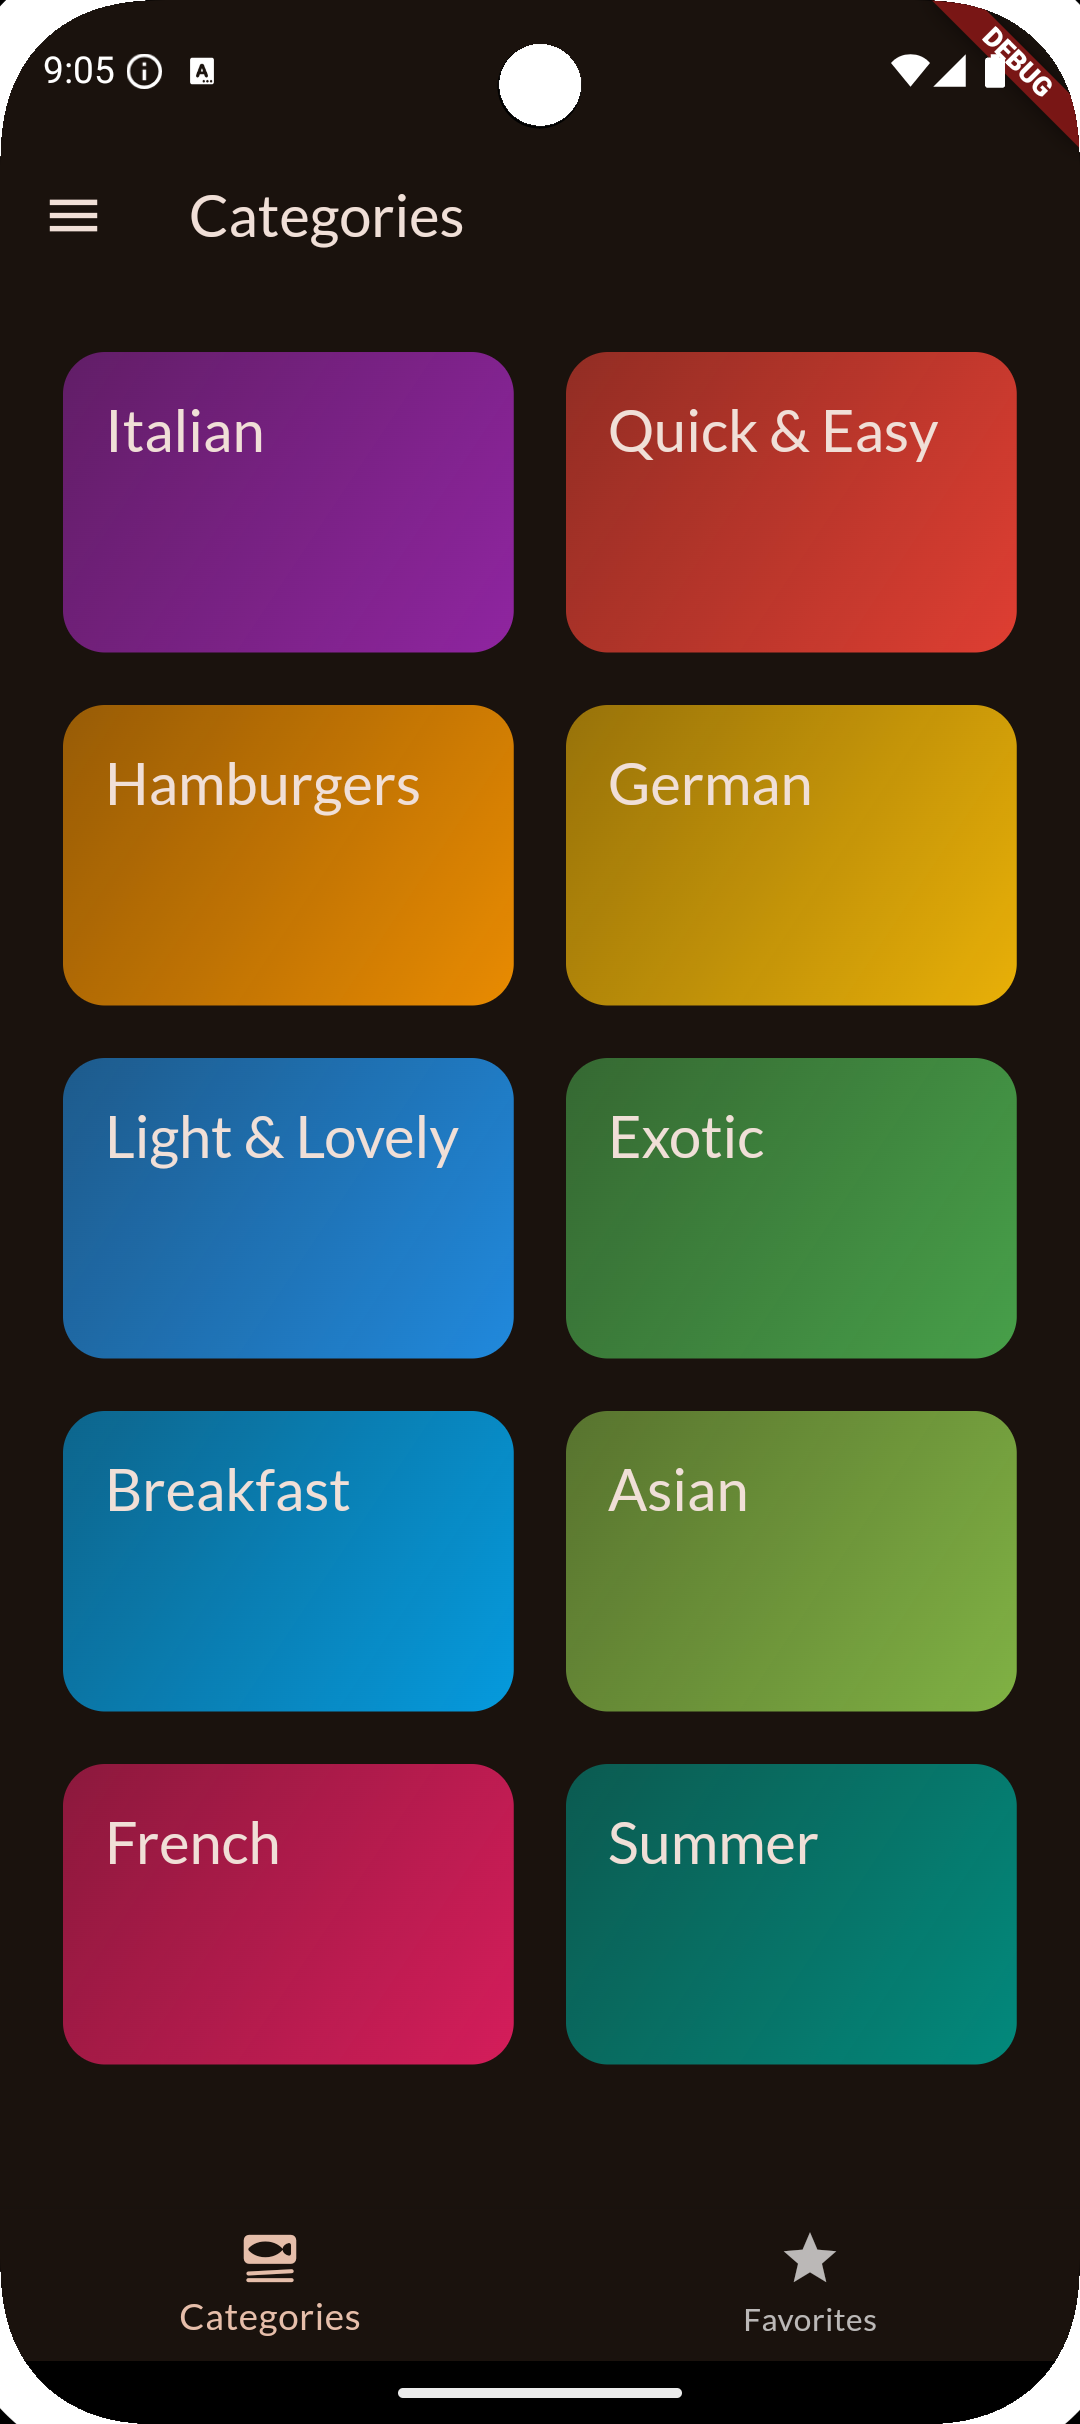 9:05
DEBUG
Categories
Italian
Quick & Easy
Hamburgers
German
Light & Lovely
Exotic
Breakfast
Asian
French
Summer
Categories
Favorites